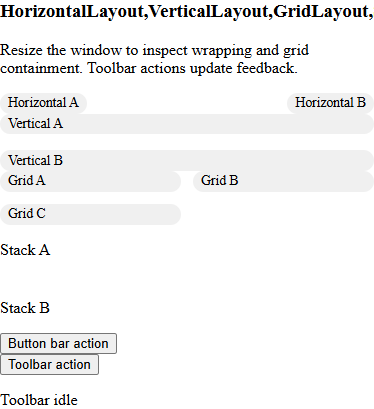 HorizontalLayout,VerticalLayout,GridLayout,
Resize the window to inspect wrapping and grid
containment. Toolbar actions update feedback.
Horizontal A Horizontal B
Vertical A
Vertical B
Grid A Grid B
Grid C
Stack A
Stack B
Button bar action
Toolbar action
Toolbar idle